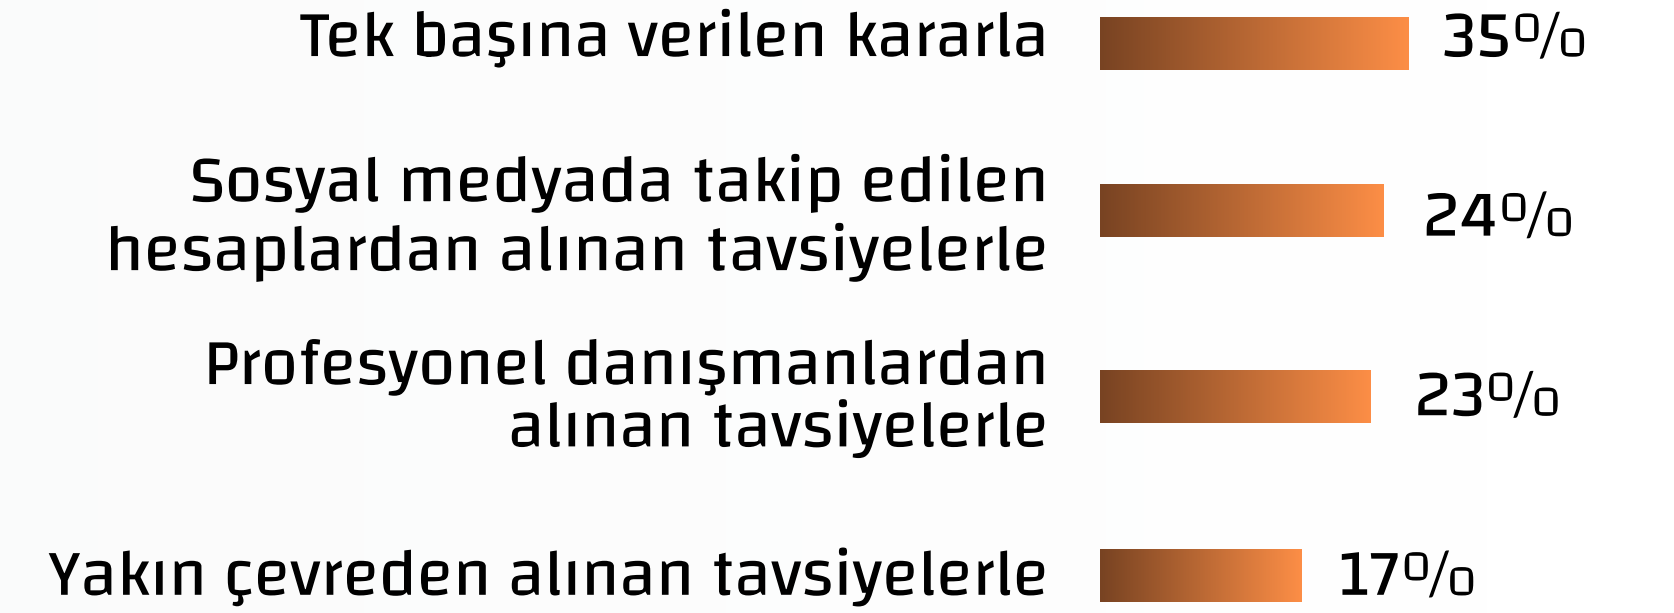 Tek başına verilen kararla 35%
Sosyal medyada takip edilen
hesaplardan alınan tavsiyelerle 24%
Profesyonel danışmanlardan
alınan tavsiyelerle 23%
Yakın çevreden alınan tavsiyelerle 17%